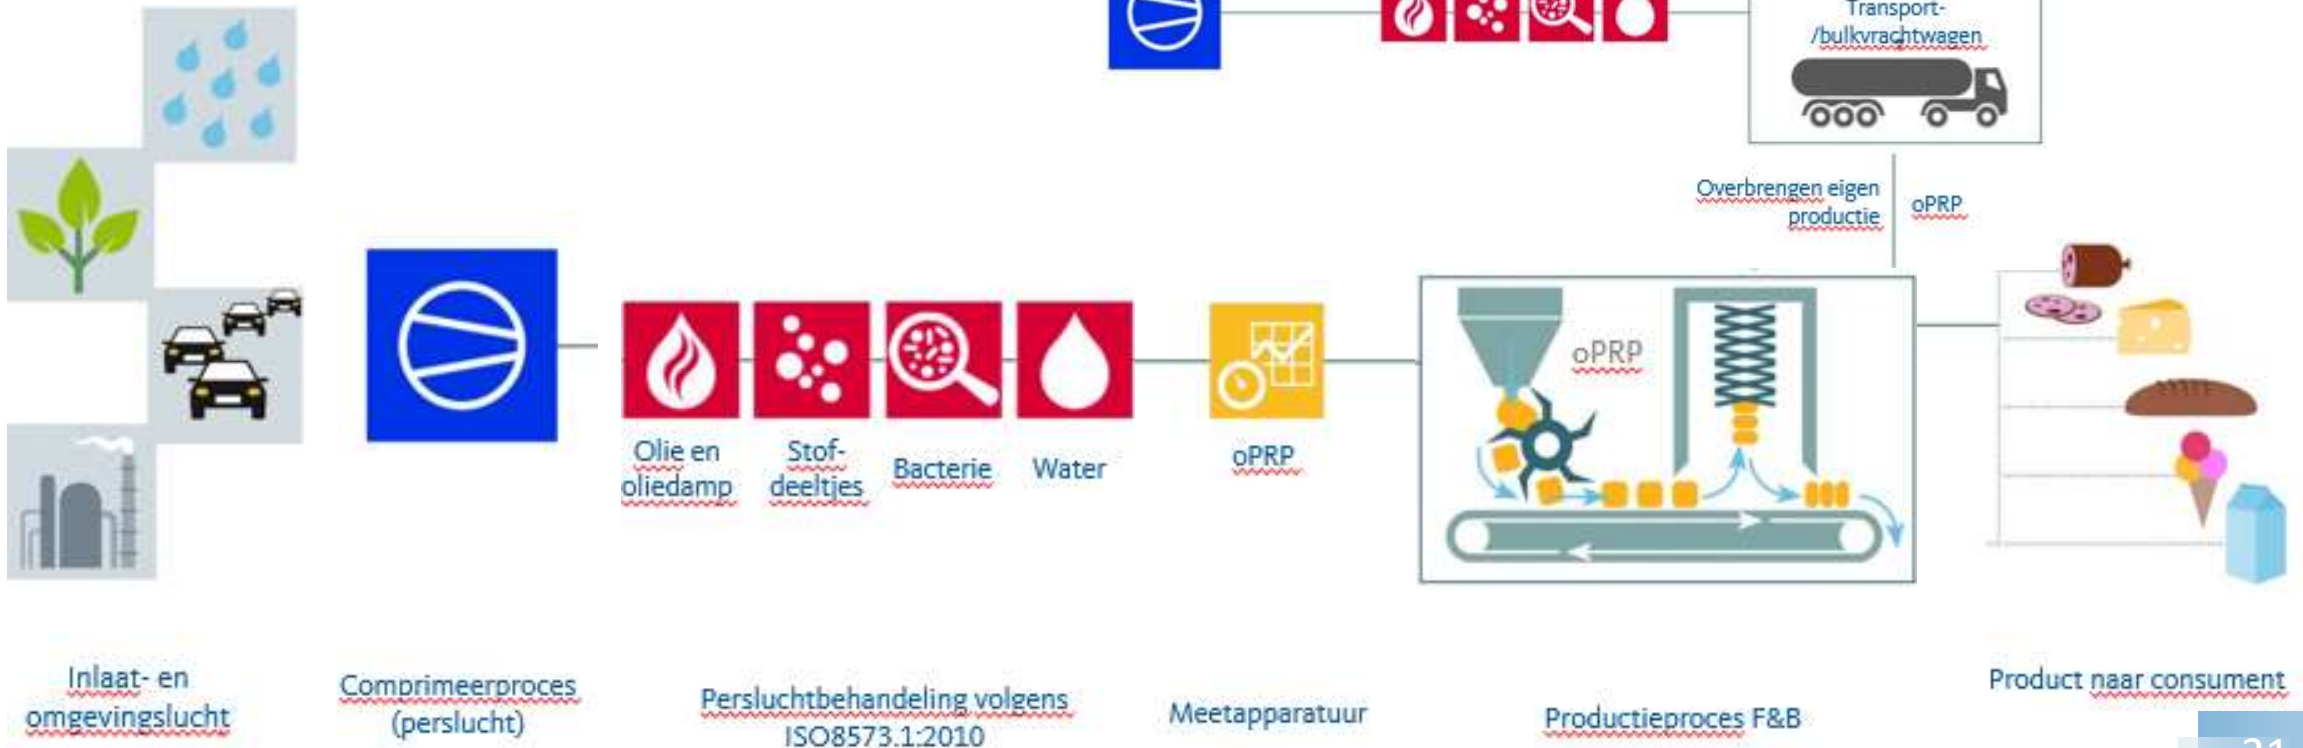 Transport-
/bulkvrachtwagen
Overbrengen eigen
productie
oPRP
oPRP
Olie en
oliedamp
Stof-
deeltjes
Bacterie
Water
oPRP
Inlaat- en
omgevingslucht
Comprimeerproces
(perslucht)
Persluchtbehandeling volgens
ISO8573.1:2010
Meetapparatuur
Productieproces F&B
Product naar consument